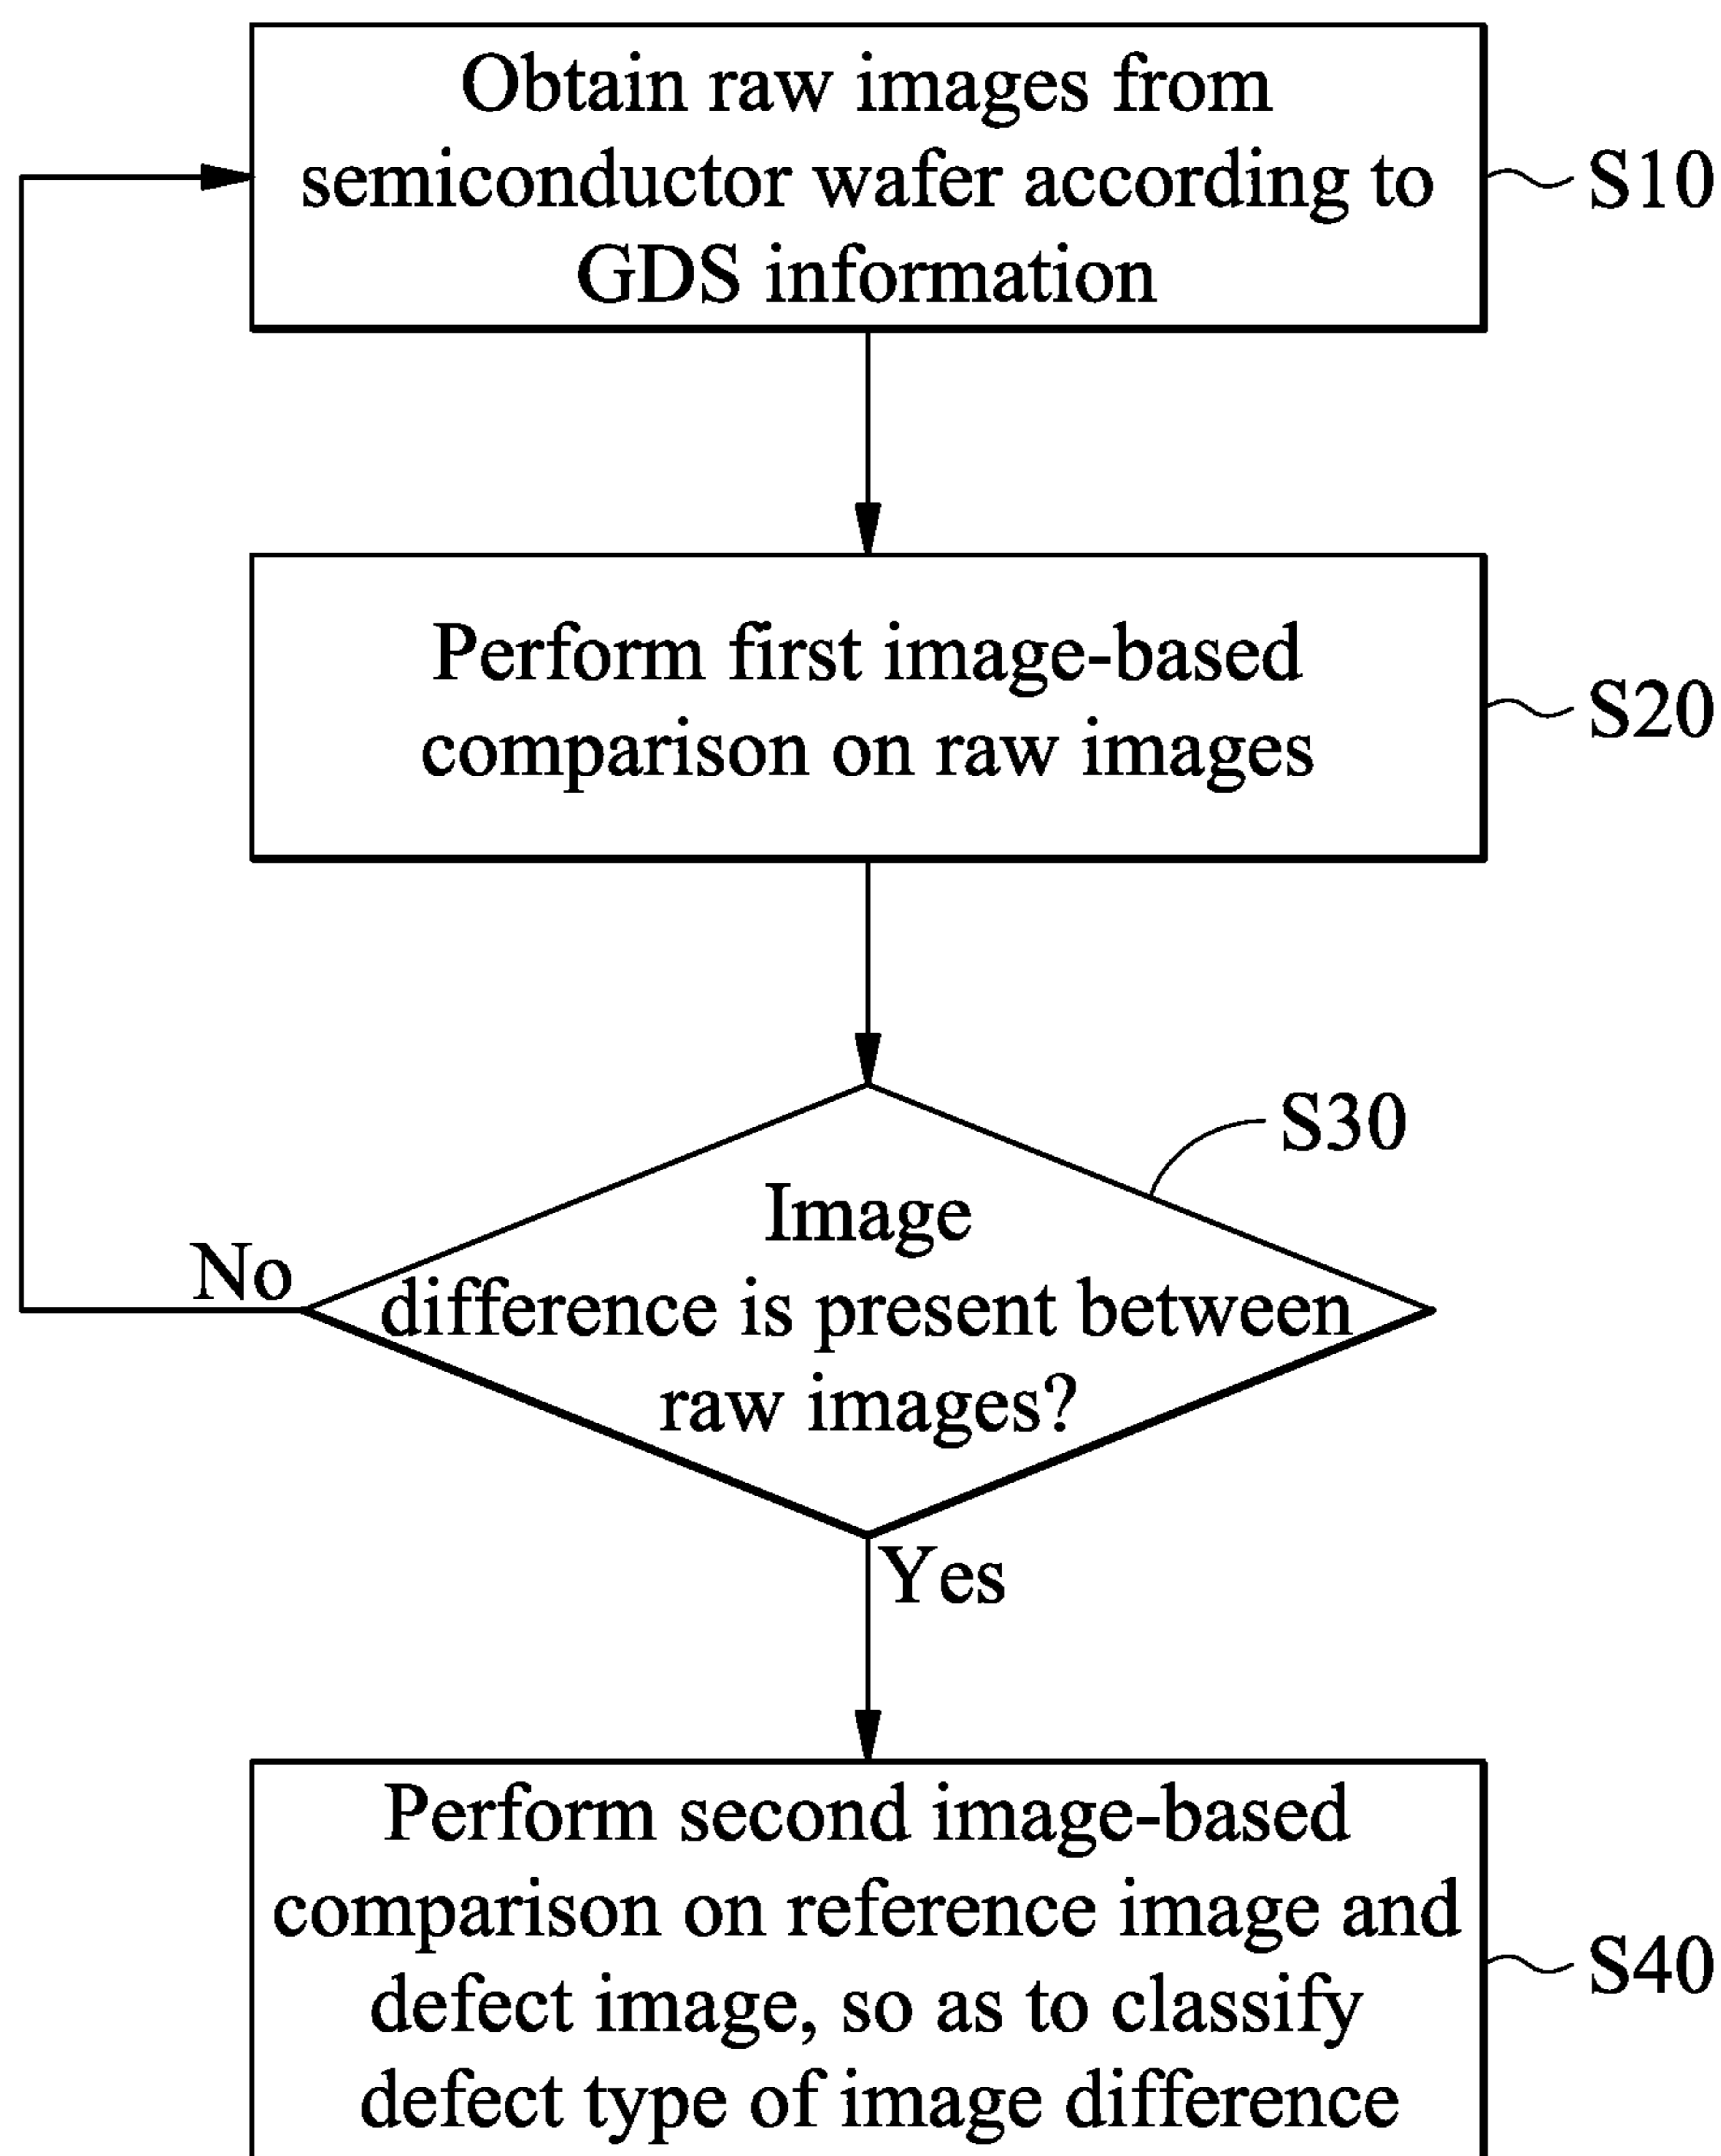 Obtain raw images from
semiconductor wafer according to
GDS information
S10
Perform first image-based
comparison on raw images
S20
S30
Image
difference is present between
raw images?
No
Yes
Perform second image-based
comparison on reference image and
defect image, so as to classify
defect type of image difference
S40